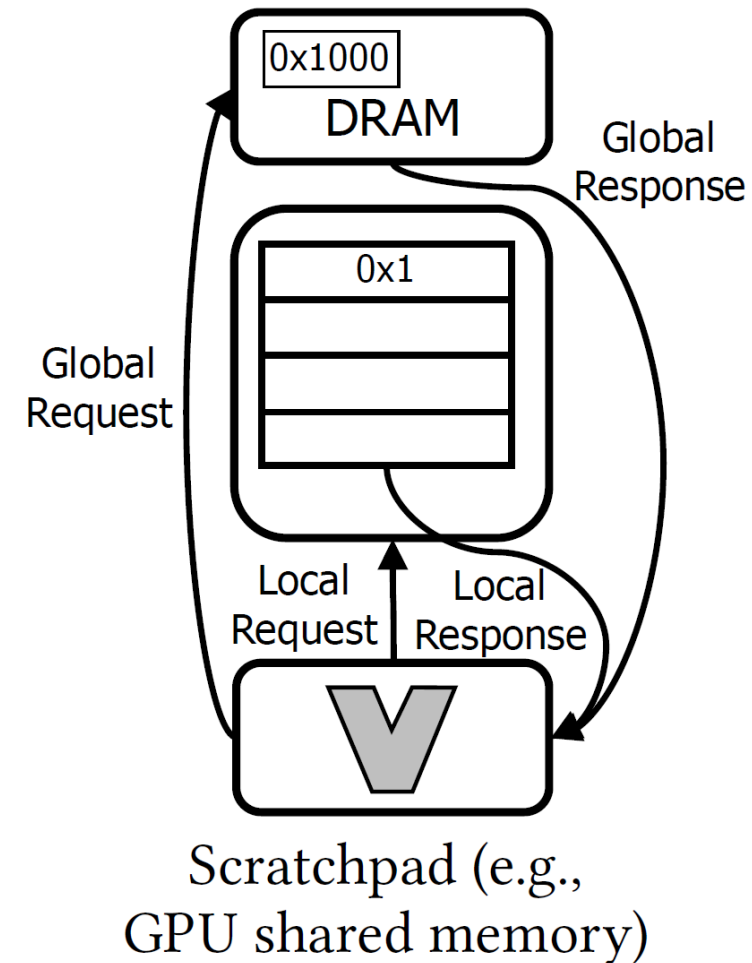 0x1000
DRAM
Global
Response
0x1
Global
Request
Local
Request
Local
Response
Scratchpad (e.g.,
GPU shared memory)